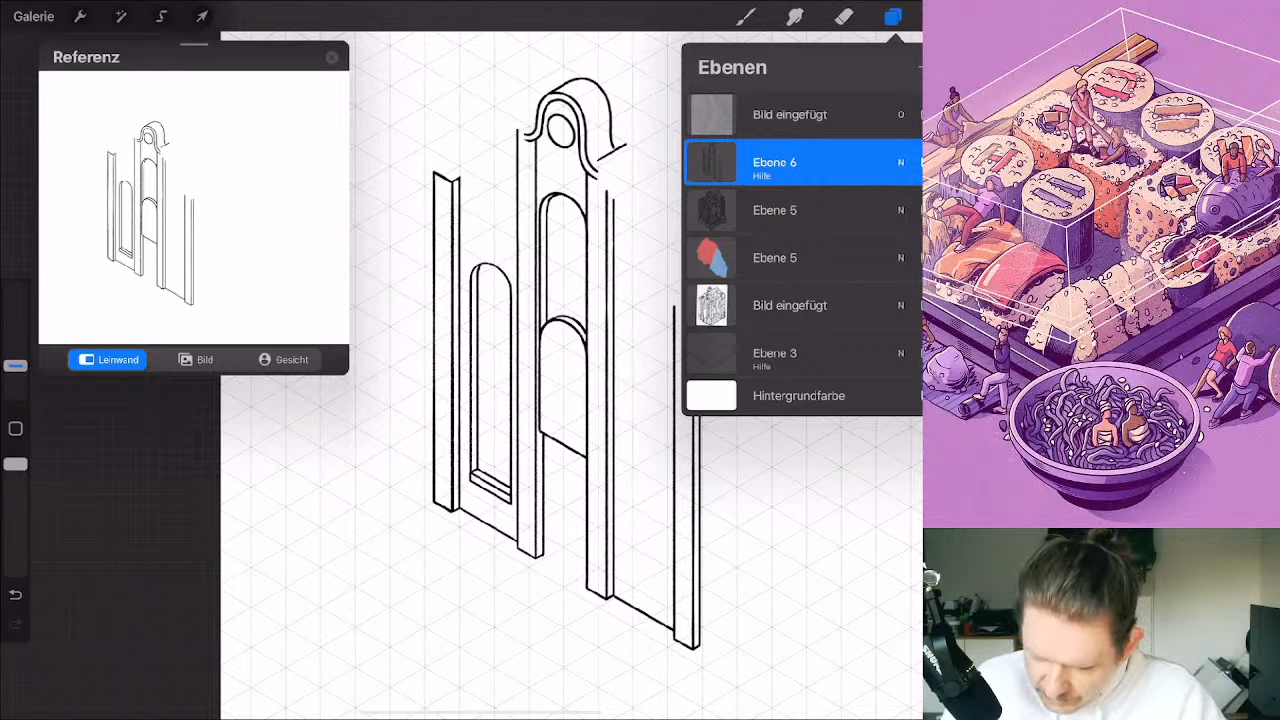 Galerie
Referenz
Leinwand
Bild
Gesicht
Ebenen
Bild eingefügt O
Ebene 6 N
Hilfe
Ebene 5 N
Ebene 5 N
Bild eingefügt N
Ebene 3 N
Hilfe
Hintergrundfarbe
SHURE